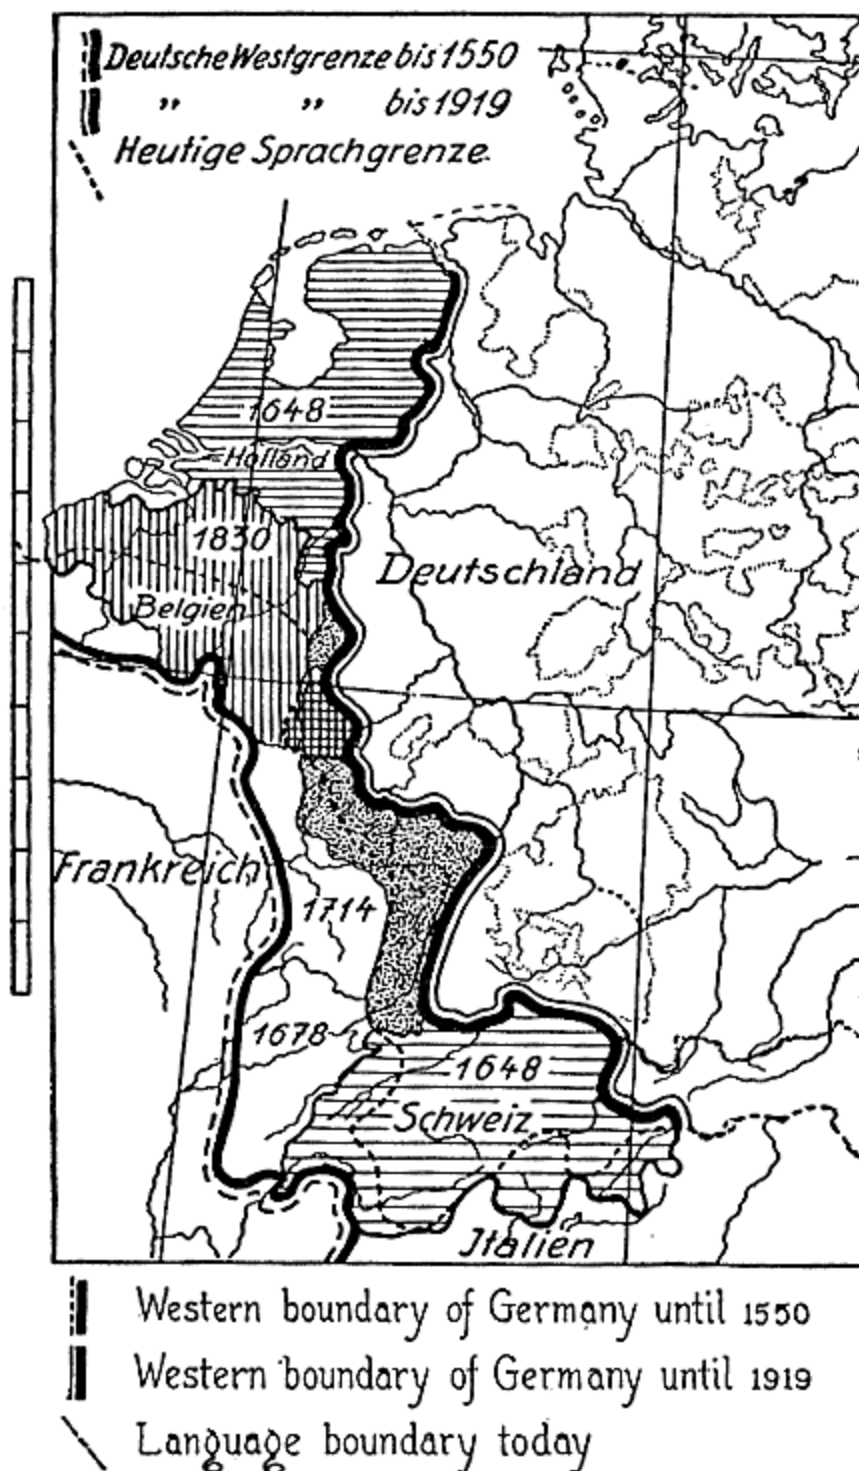 Deutsche Westgrenze bis 1550
" " bis 1919
Heutige Sprachgrenze.
1648
Holland
1830
Belgien
Deutschland
Frankreich
1714
1678
1648
Schweiz
Jtalien
Western boundary of Germany until 1550
Western boundary of Germany until 1919
Language boundary today